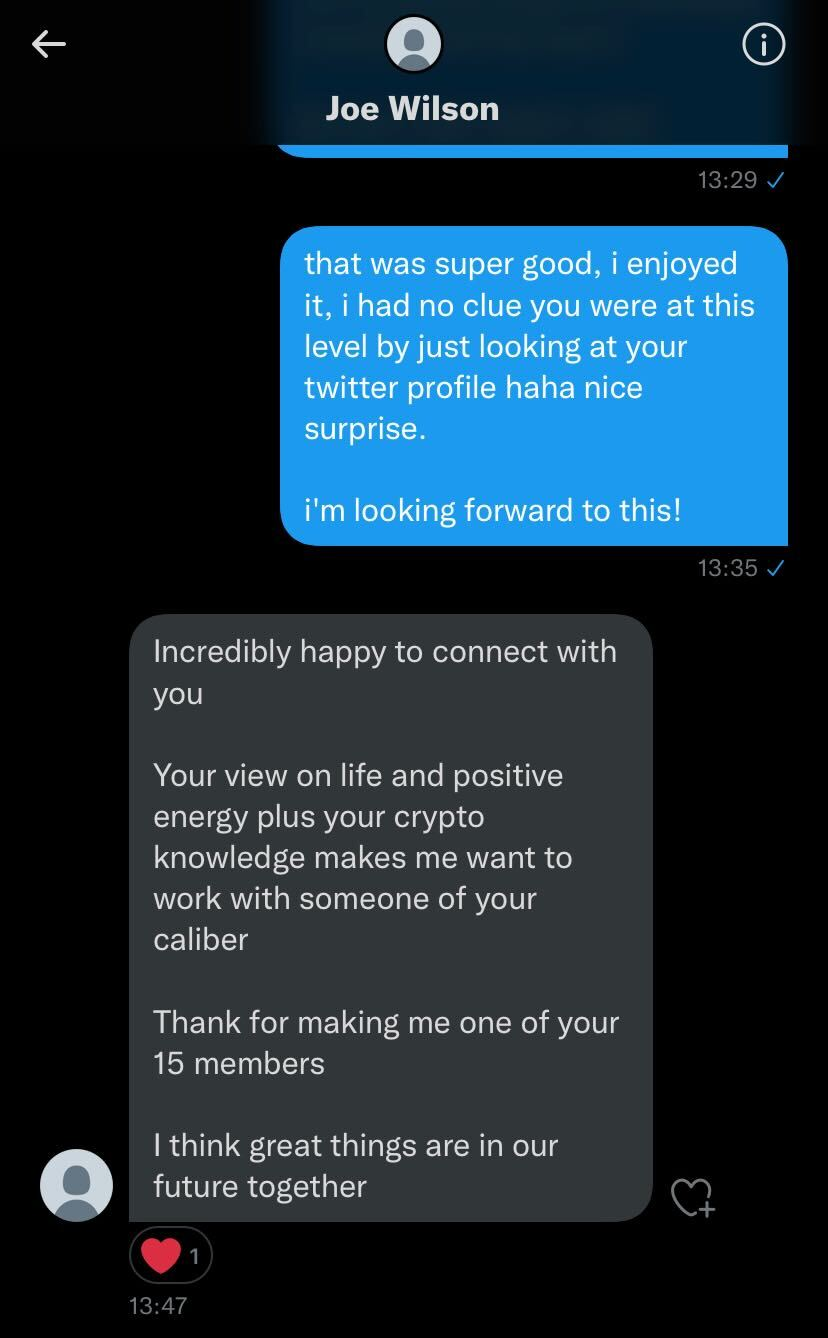 Joe Wilson
13:29
that was super good, i enjoyed
it, i had no clue you were at this
level by just looking at your
twitter profile haha nice
surprise.
i'm looking forward to this!
13:35
Incredibly happy to connect with
you
Your view on life and positive
energy plus your crypto
knowledge makes me want to
work with someone of your
caliber
Thank for making me one of your
15 members
I think great things are in our
future together
1
13:47